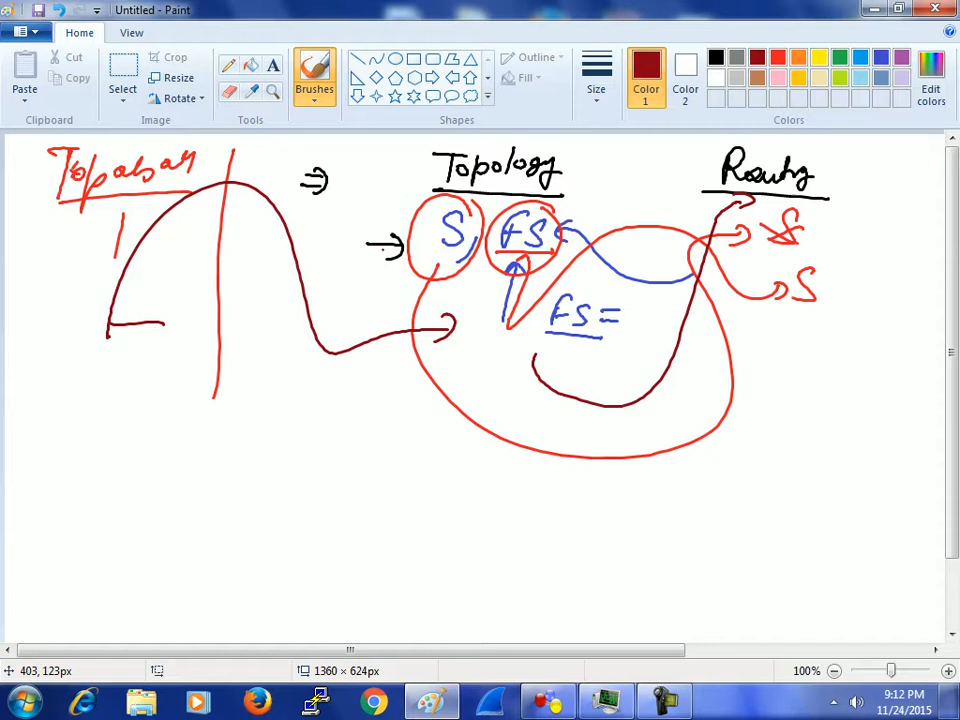 Untitled - Paint
Home
View
Paste
Cut
Copy
Clipboard
Select
Crop
Resize
Rotate
Image
Tools
Brushes
Shapes
Outline
Fill
Size
Color 1
Color 2
Edit colors
Colors
Topology
S, FS
FS =
S
S
403, 123px
1360 × 624px
100%
9:12 PM
11/24/2015